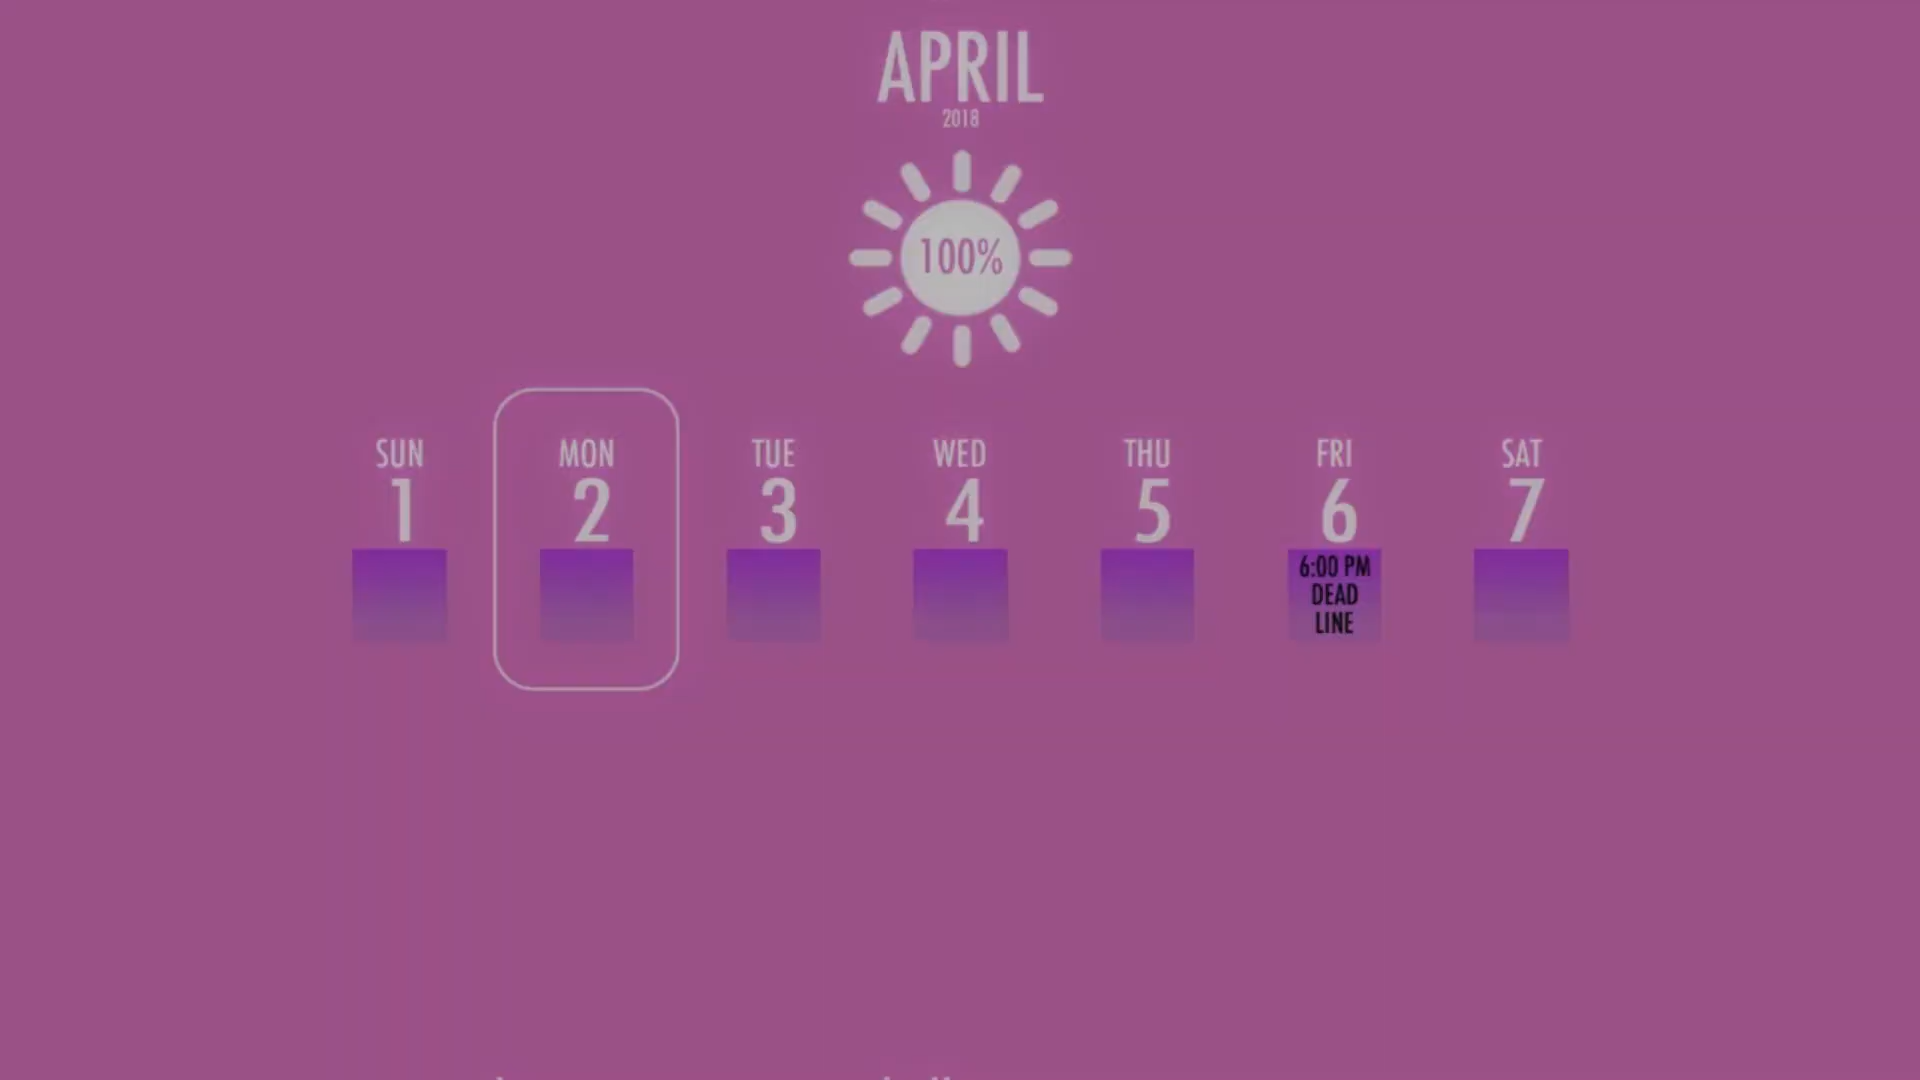 APRIL
2018
100%
SUN MON TUE WED THU FRI SAT
1 2 3 4 5 6 7
6:00 PM
DEAD
LINE